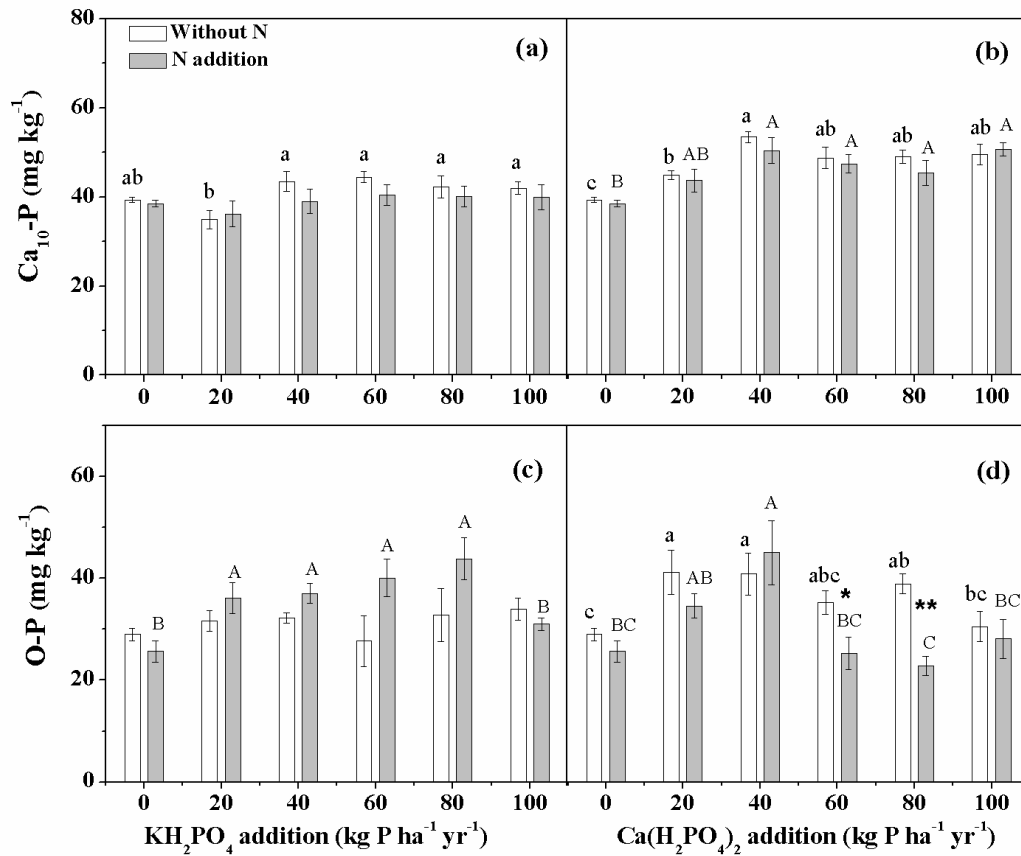 80
Without N
N addition
(a)
(b)
60
a
A
ab
A
ab
A
ab
A
a
a
a
a
b
AB
ab
b
c
B
40
20
0
Ca₁₀-P (mg kg⁻¹)
0 20 40 60 80 100
0 20 40 60 80 100
(c)
(d)
60
A
A
A
A
B
B
a
AB
a
A
abc
*
BC
ab
**
C
bc
BC
c
BC
40
20
0
O-P (mg kg⁻¹)
0 20 40 60 80 100
0 20 40 60 80 100
KH₂PO₄ addition (kg P ha⁻¹ yr⁻¹)
Ca(H₂PO₄)₂ addition (kg P ha⁻¹ yr⁻¹)